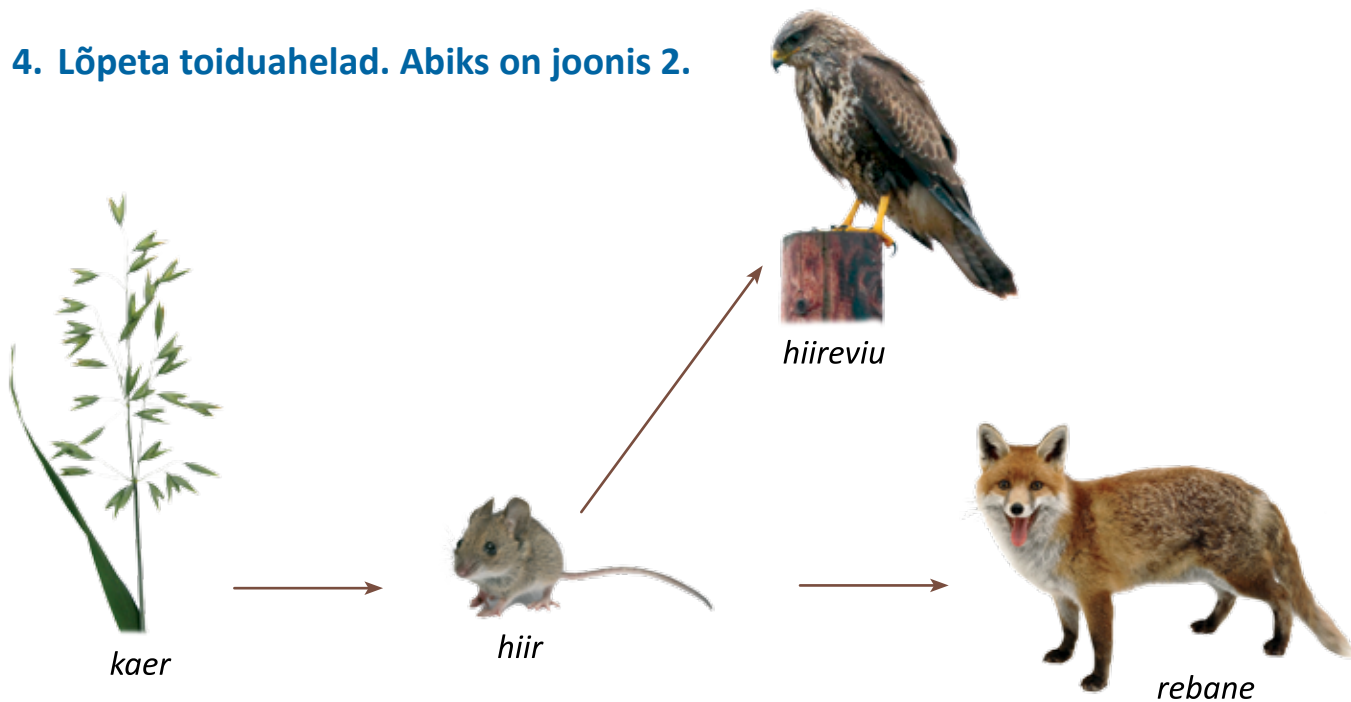 4. Lõpeta toiduahelad. Abiks on joonis 2.
hiireviu
kaer
hiir
rebane